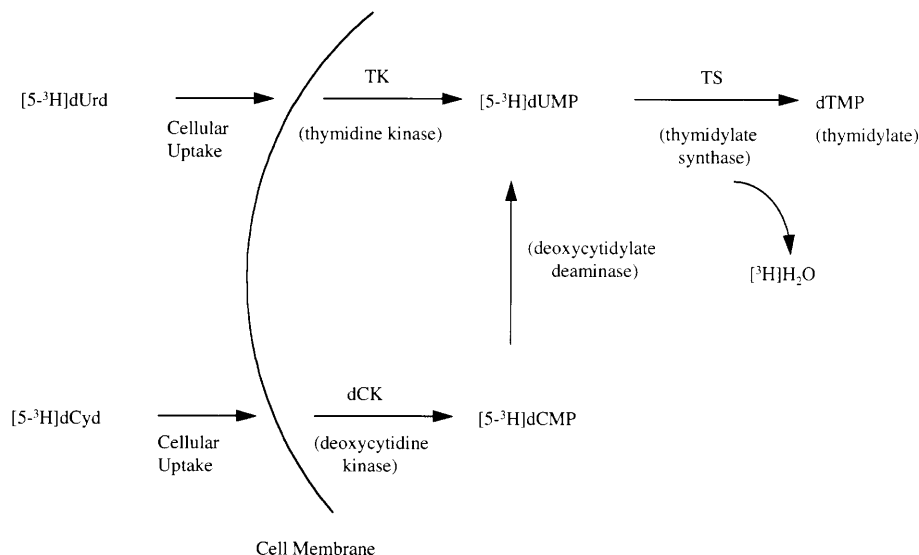 TK
TS
[5-³H]dUrd
[5-³H]dUMP
dTMP
Cellular
Uptake
(thymidine kinase)
(thymidylate
synthase)
(thymidylate)
(deoxycytidylate
deaminase)
[³H]H₂O
dCK
[5-³H]dCyd
[5-³H]dCMP
Cellular
Uptake
(deoxycytidine
kinase)
Cell Membrane